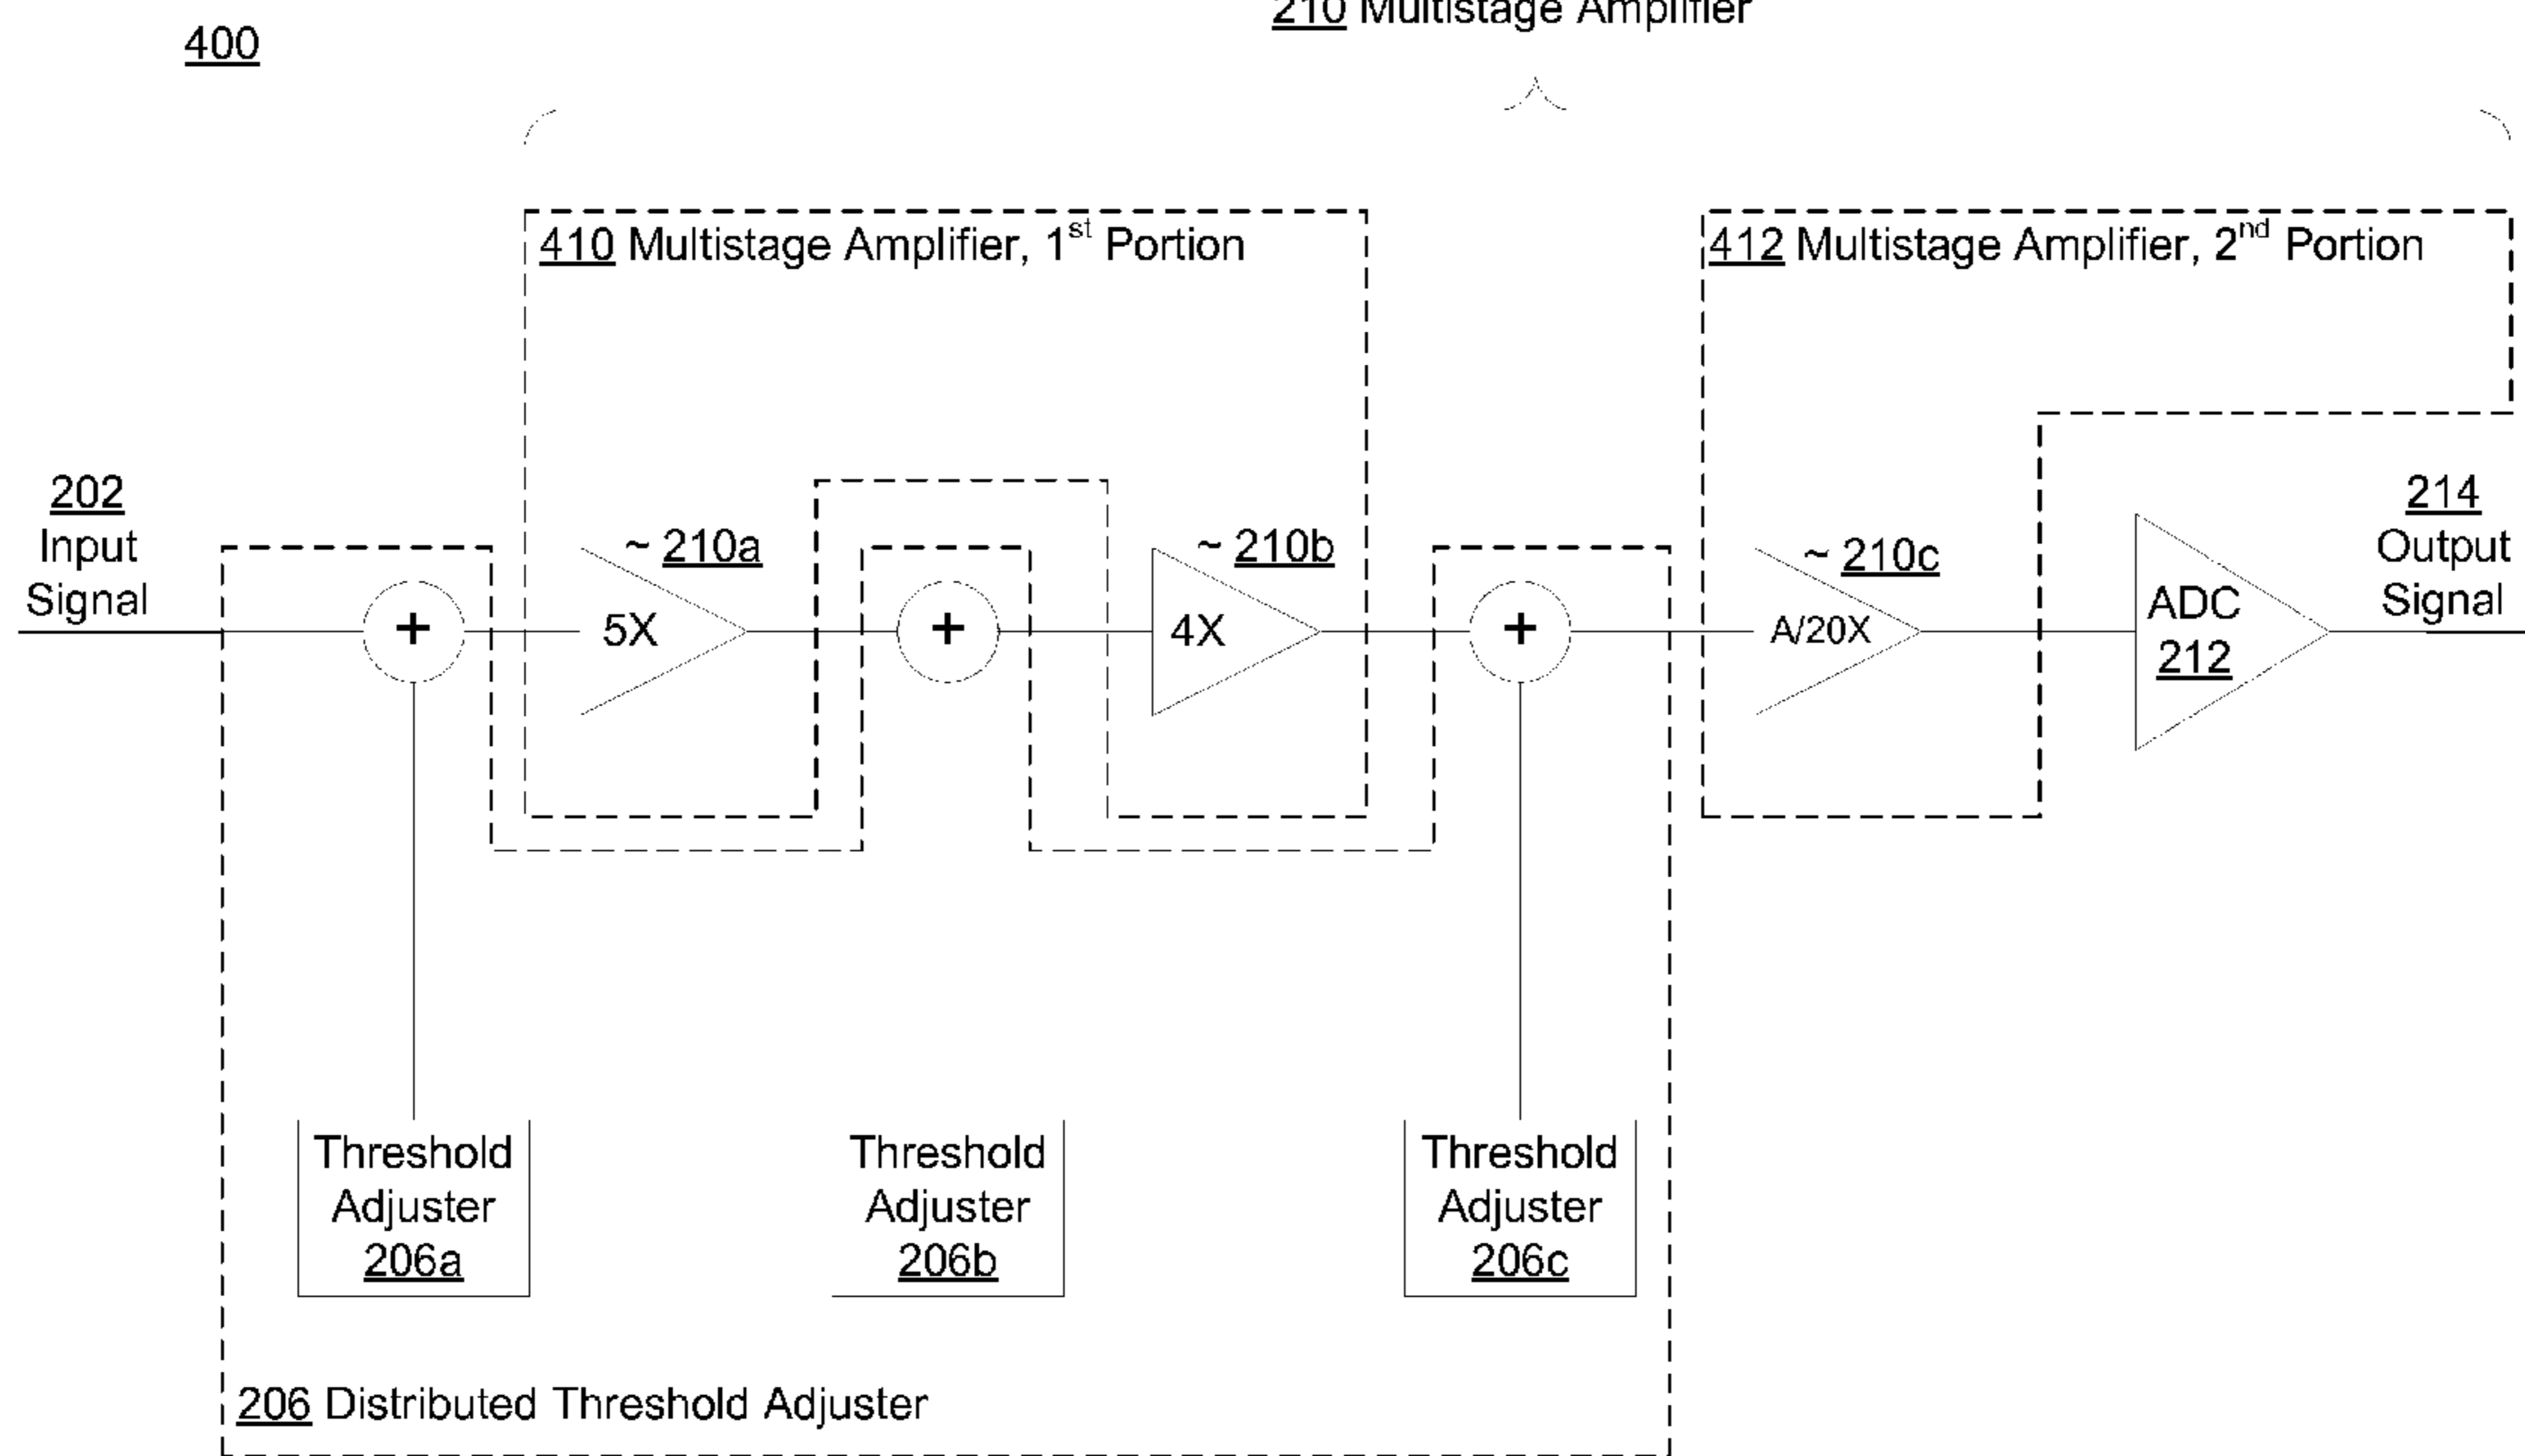 400
210 Multistage Amplifier
410 Multistage Amplifier, 1st Portion
412 Multistage Amplifier, 2nd Portion
202
Input
Signal
~ 210a
5X
+
+
~ 210b
4X
+
~ 210c
A/20X
ADC
212
214
Output
Signal
Threshold
Adjuster
206a
Threshold
Adjuster
206b
Threshold
Adjuster
206c
206 Distributed Threshold Adjuster